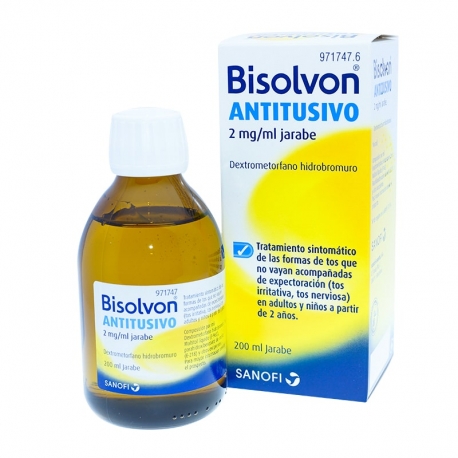 971747.6
Bisolvon®
ANTITUSIVO
2 mg/ml jarabe
Dextrometorfano hidrobromuro
Tratamiento sintomático
de las formas de tos que
no vayan acompañadas
de expectoración (tos
irritativa, tos nerviosa)
en adultos y niños a partir
de 2 años.
200 ml Jarabe
SANOFI
971747
Bisolvon®
ANTITUSIVO
2 mg/ml jarabe
Dextrometorfano hidrobromuro
200 ml Jarabe
SANOFI
Bisolvon
ANTITUSIVO
SANOFI